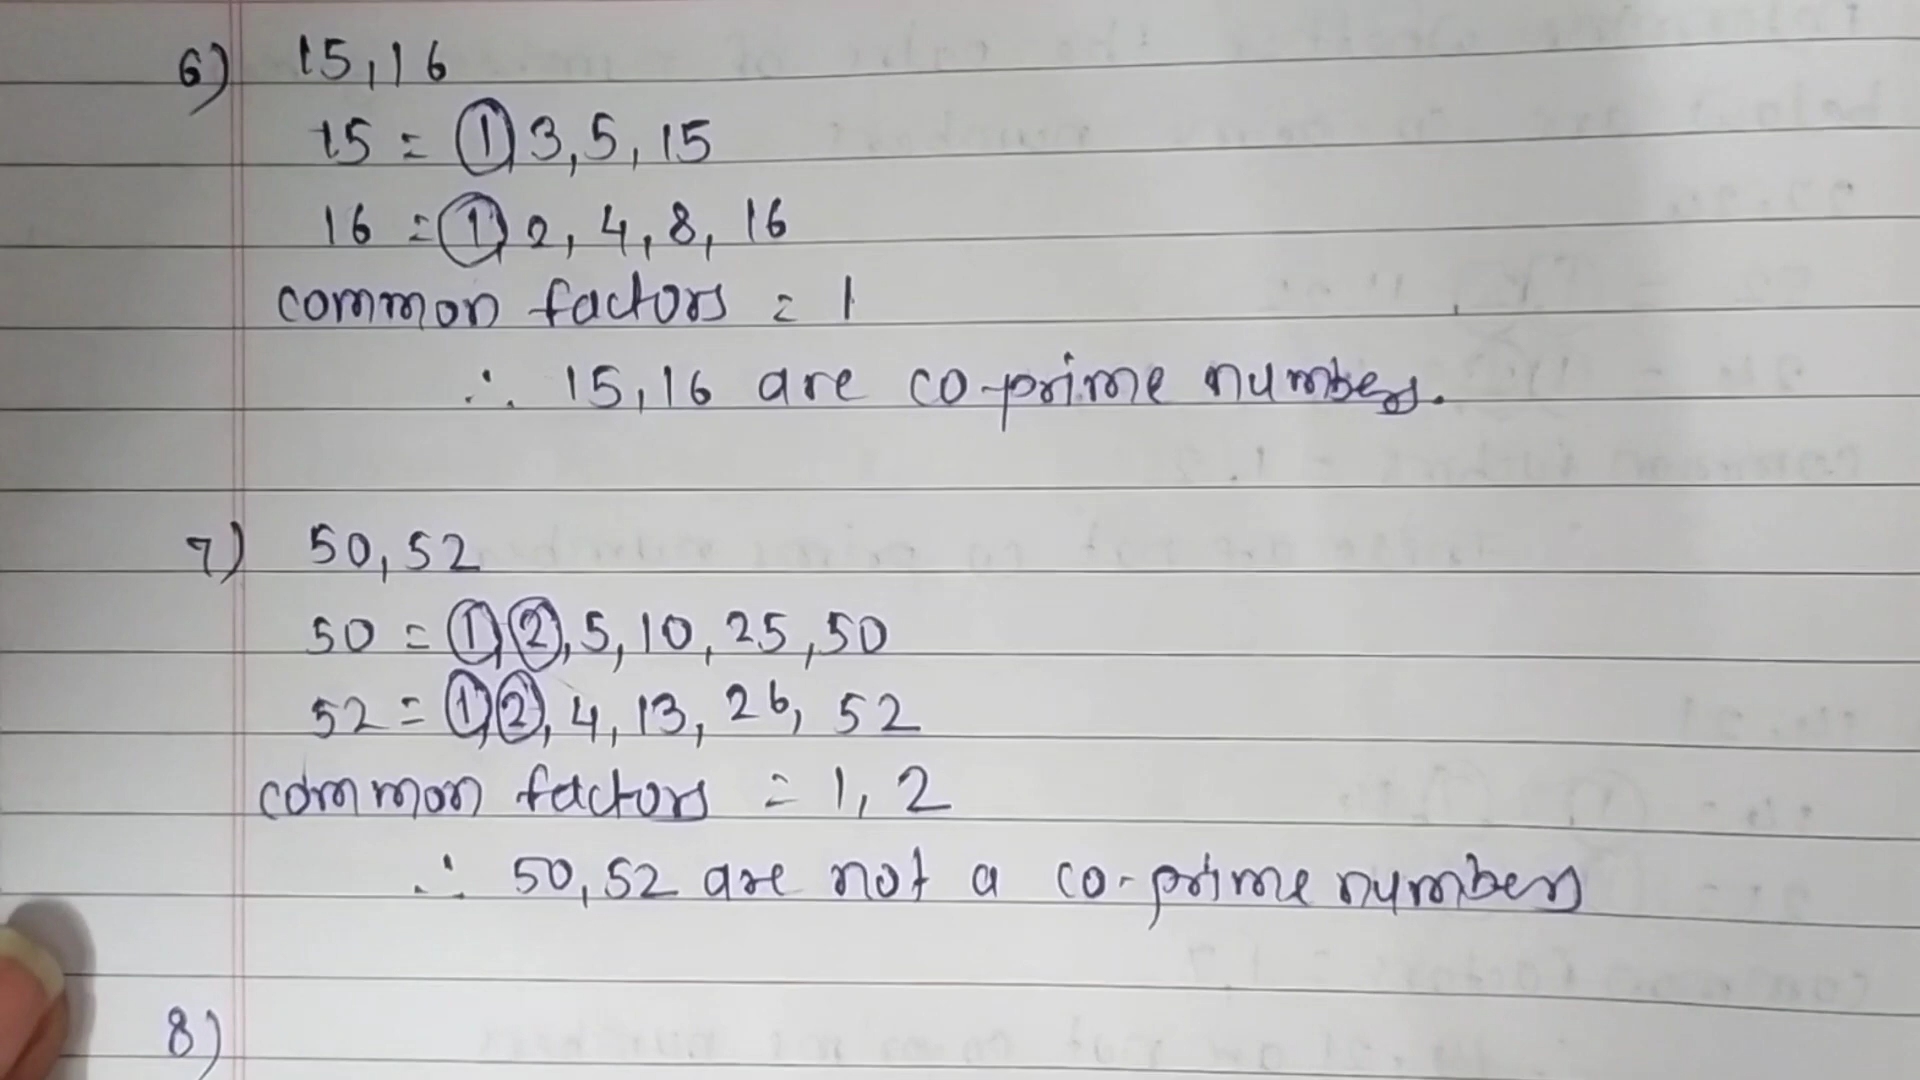 6) 15,16
15 = 1, 3, 5, 15
16 = 1, 2, 4, 8, 16
common factors = 1
∴ 15,16 are co-prime numbers.
7) 50,52
50 = 1, 2, 5, 10, 25, 50
52 = 1, 2, 4, 13, 26, 52
common factors = 1, 2
∴ 50,52 are not a co-prime numbers
8)